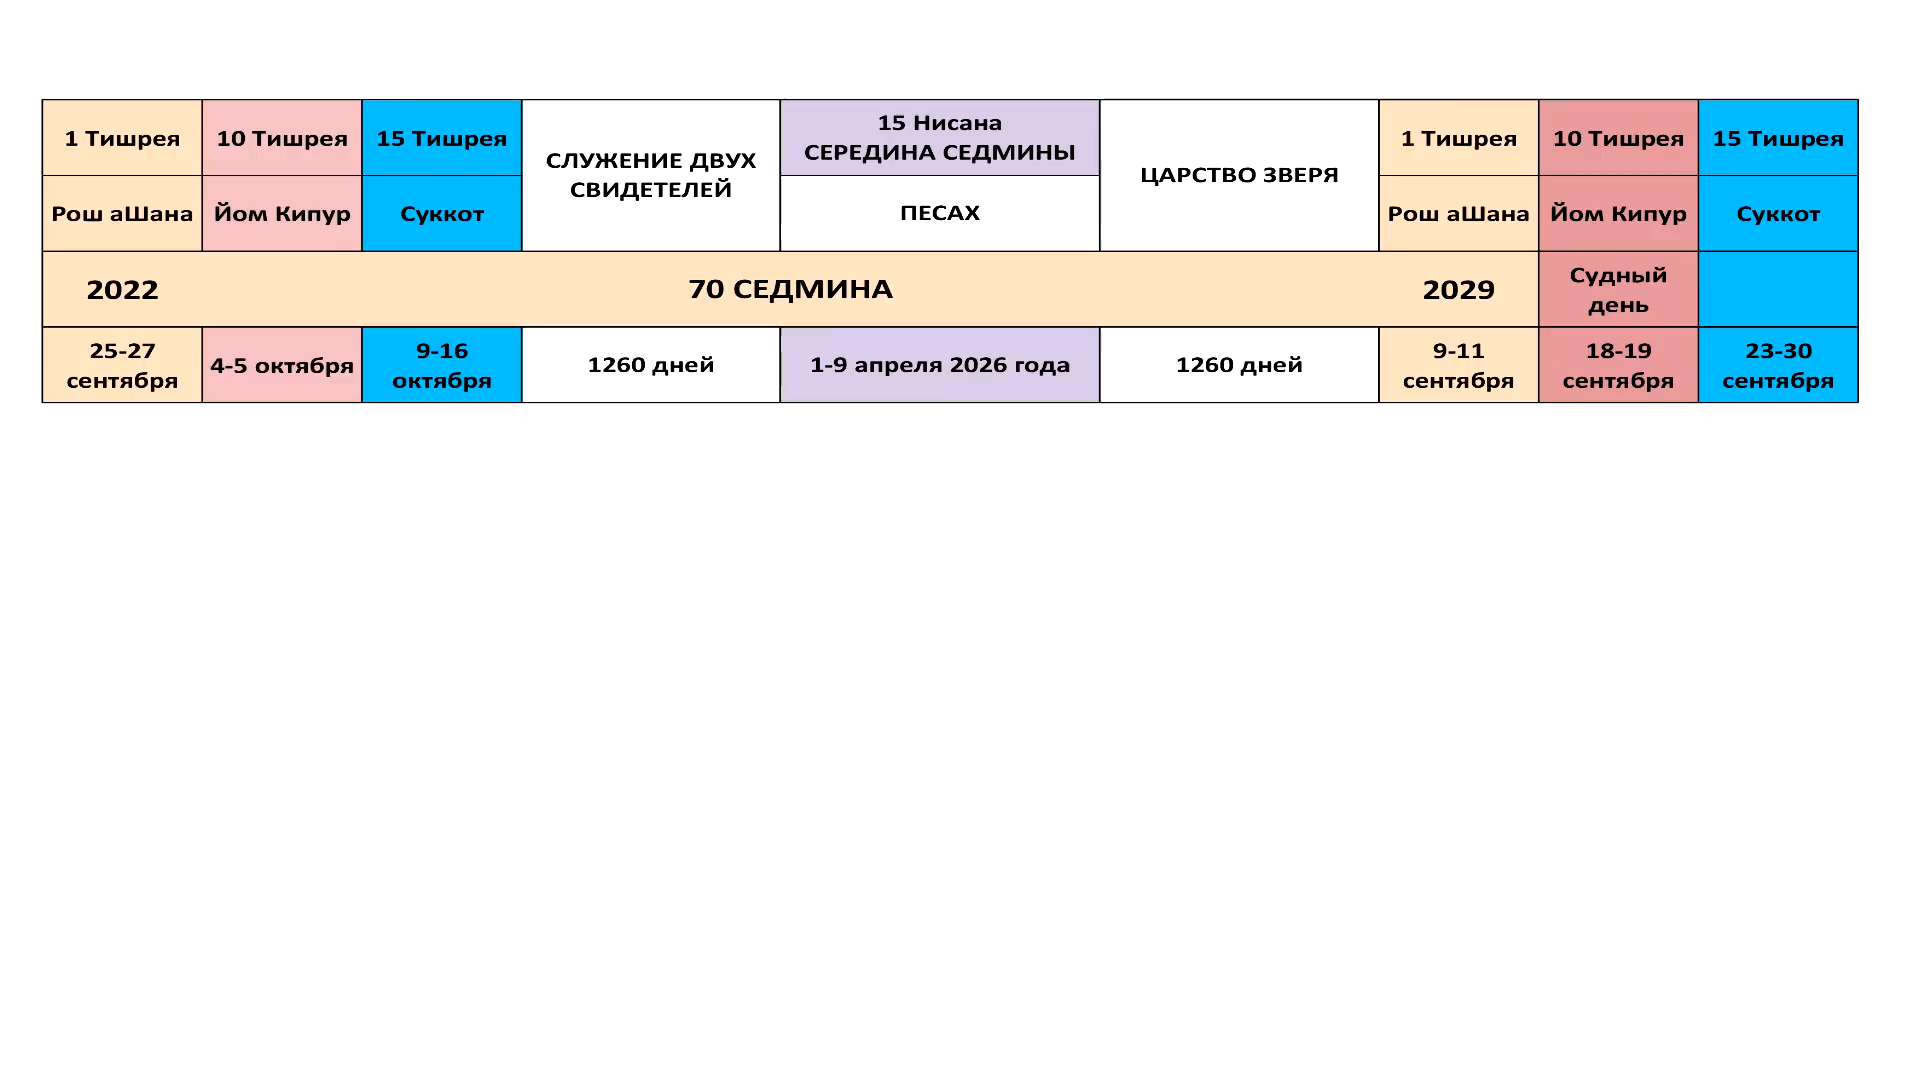 1 Тишрея
10 Тишрея
15 Тишрея
СЛУЖЕНИЕ ДВУХ
СВИДЕТЕЛЕЙ
15 Нисана
СЕРЕДИНА СЕДМИНЫ
ЦАРСТВО ЗВЕРЯ
1 Тишрея
10 Тишрея
15 Тишрея
Рош аШана
Йом Кипур
Суккот
ПЕСАХ
Рош аШана
Йом Кипур
Суккот
2022
70 СЕДМИНА
2029
Судный
день
25-27
сентября
4-5 октября
9-16
октября
1260 дней
1-9 апреля 2026 года
1260 дней
9-11
сентября
18-19
сентября
23-30
сентября